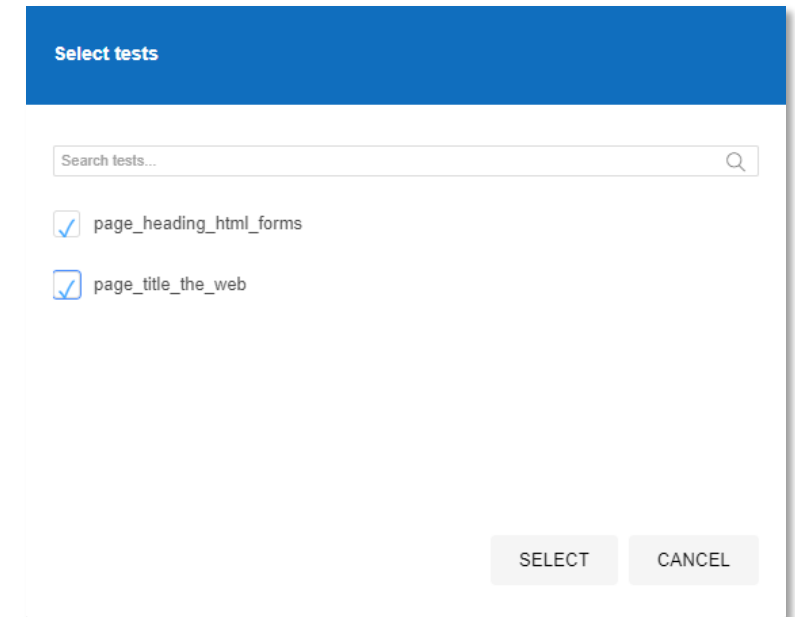 Select tests
Search tests...
page_heading_html_forms
page_title_the_web
SELECT CANCEL